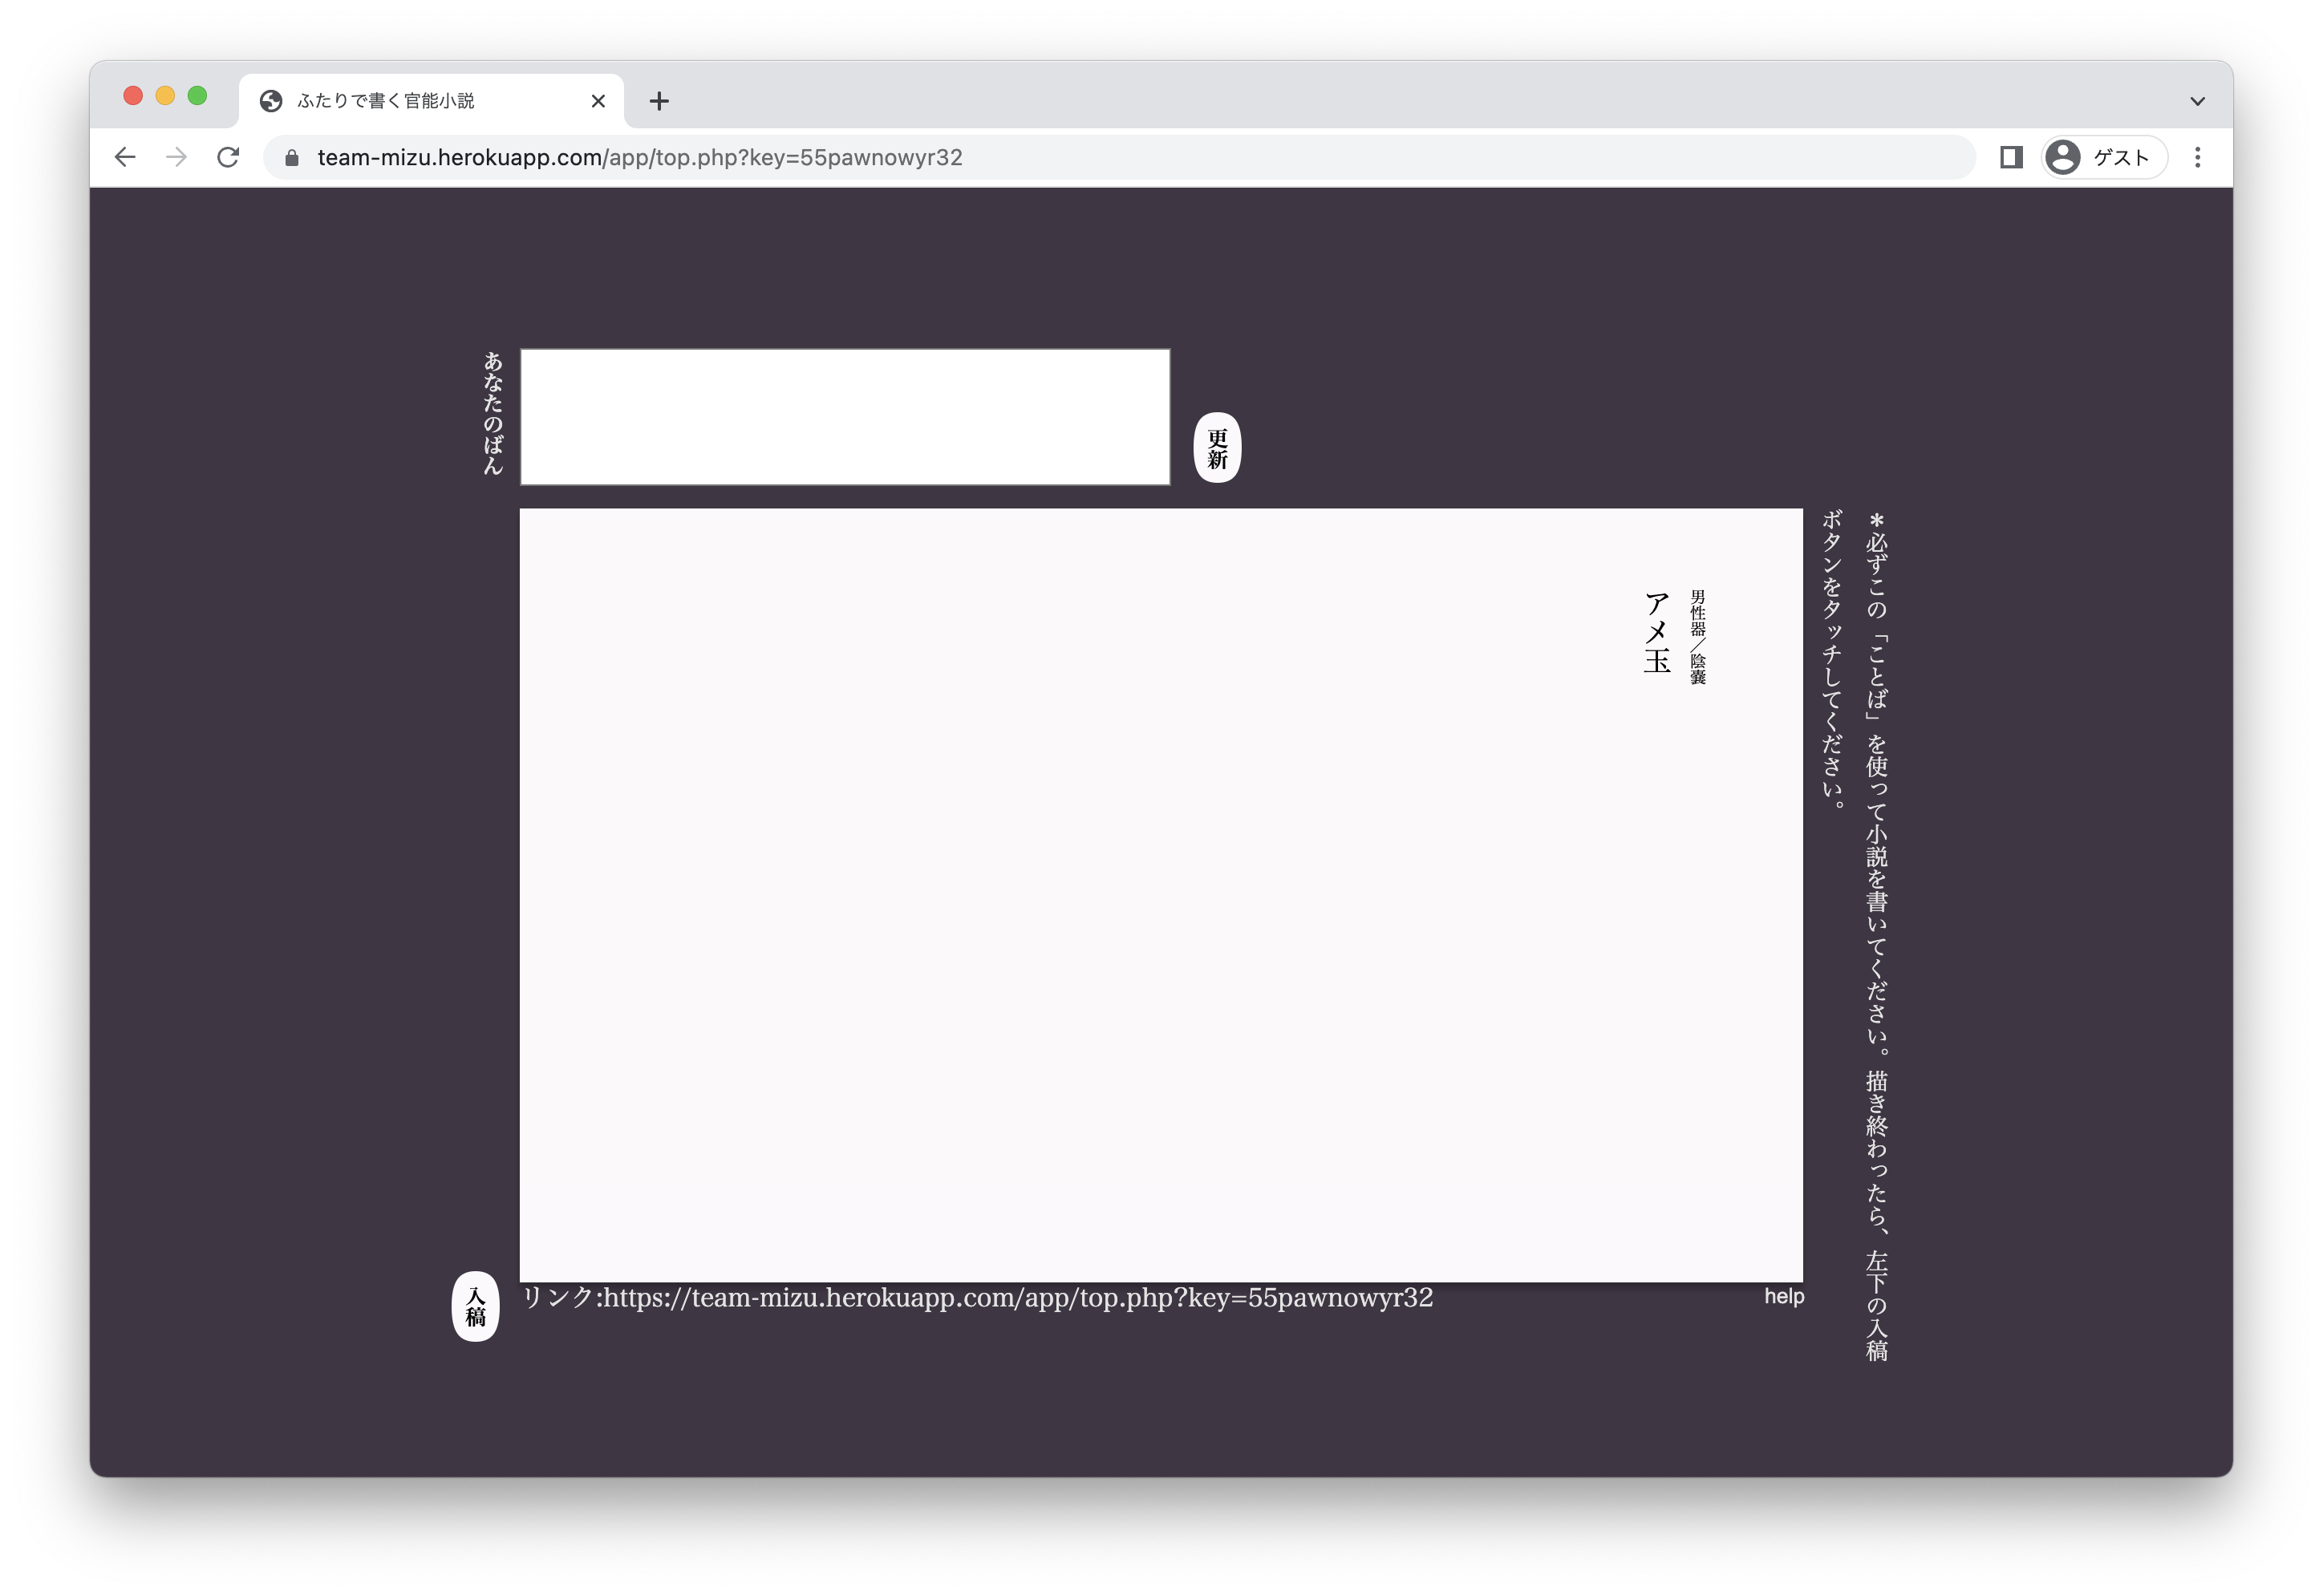 ふたりで書く官能小説
team-mizu.herokuapp.com/app/top.php?key=55pawnowyr32
ゲスト
あなたのばん
更新
＊必ずこの「ことば」を使って小説を書いてください。描き終わったら、左下の入稿
ボタンをタッチしてください。
男性器／陰嚢
アメ玉
入稿
リンク:https://team-mizu.herokuapp.com/app/top.php?key=55pawnowyr32
help